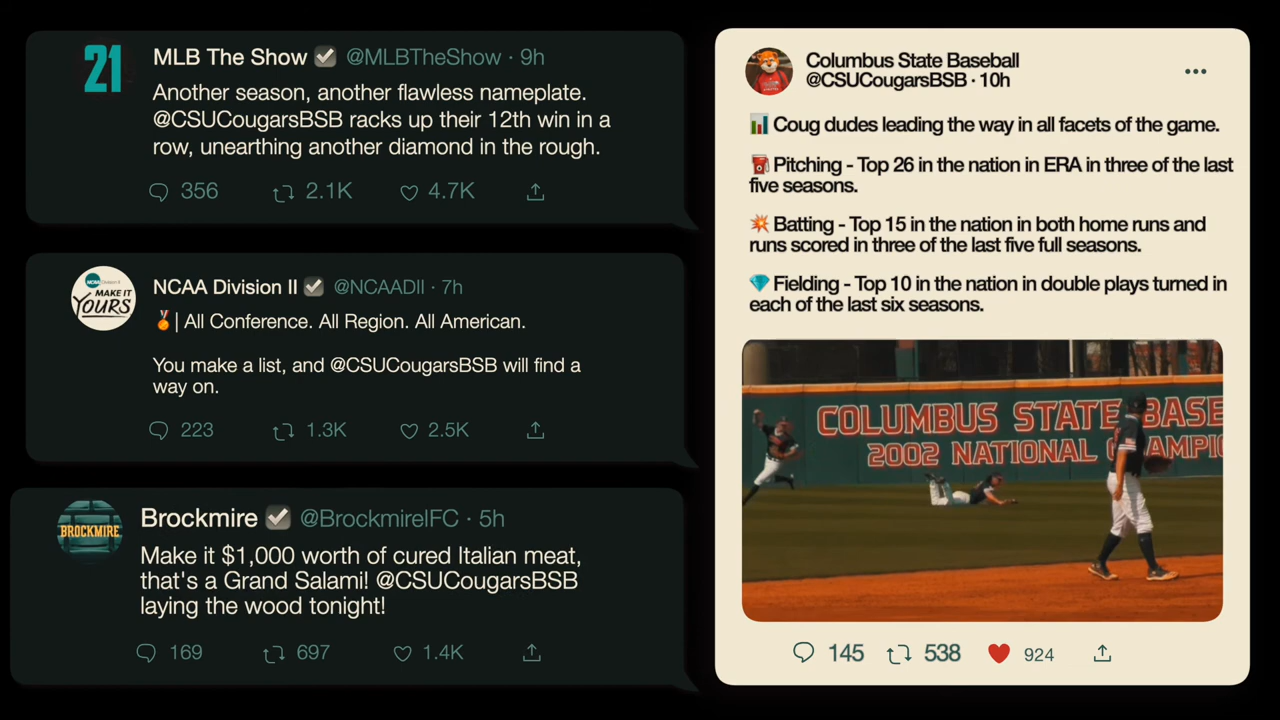 21
MLB The Show @MLBTheShow · 9h
Another season, another flawless nameplate.
@CSUCougarsBSB racks up their 12th win in a
row, unearthing another diamond in the rough.
356 2.1K 4.7K
MAKE IT
YOURS
NCAA Division II @NCAADII · 7h
| All Conference. All Region. All American.
You make a list, and @CSUCougarsBSB will find a
way on.
223 1.3K 2.5K
BROCKMIRE
Brockmire @BrockmireIFC · 5h
Make it $1,000 worth of cured Italian meat,
that's a Grand Salami! @CSUCougarsBSB
laying the wood tonight!
169 697 1.4K
Columbus State Baseball
@CSUCougarsBSB · 10h
Coug dudes leading the way in all facets of the game.
Pitching - Top 26 in the nation in ERA in three of the last
five seasons.
Batting - Top 15 in the nation in both home runs and
runs scored in three of the last five full seasons.
Fielding - Top 10 in the nation in double plays turned in
each of the last six seasons.
COLUMBUS STATE BASE
2002 NATIONAL
145 538 924